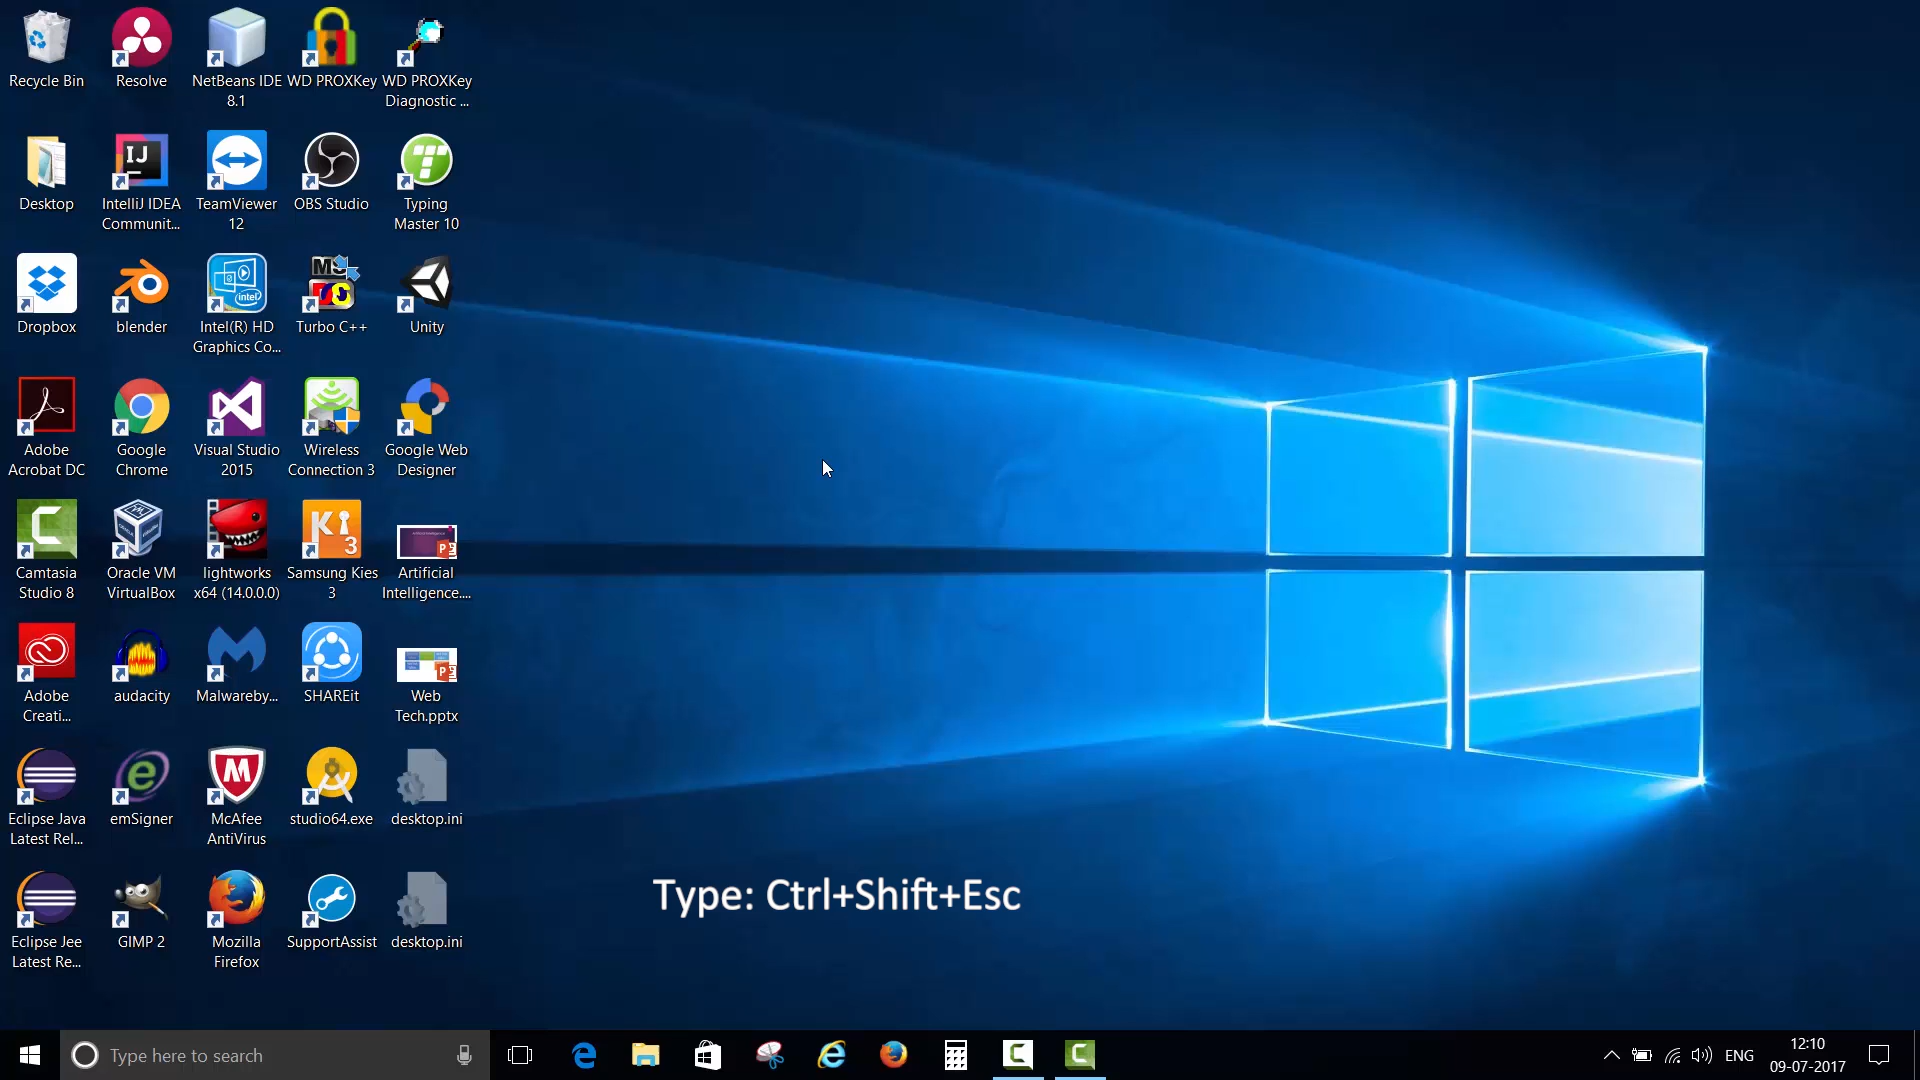 Recycle Bin
Resolve
NetBeans IDE
8.1
WD PROXKey
WD PROXKey
Diagnostic ...
Desktop
IJ
IntelliJ IDEA
Communit...
TeamViewer
12
OBS Studio
Typing
Master 10
Dropbox
blender
intel
Intel(R) HD
Graphics Co...
Turbo C++
Unity
Adobe
Acrobat DC
Google
Chrome
Visual Studio
2015
Wireless
Connection 3
Google Web
Designer
Camtasia
Studio 8
Oracle VM
VirtualBox
lightworks
x64 (14.0.0.0)
Ki
3
Samsung Kies
3
Artificial
Intelligence....
Adobe
Creati...
audacity
Malwareby...
SHAREit
Web
Tech.pptx
Eclipse Java
Latest Rel...
emSigner
McAfee
AntiVirus
studio64.exe
desktop.ini
Eclipse Jee
Latest Re...
GIMP 2
Mozilla
Firefox
SupportAssist
desktop.ini
Type: Ctrl+Shift+Esc
Type here to search
ENG
12:10
09-07-2017